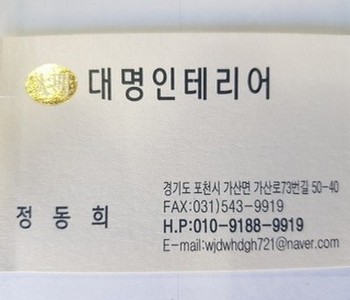 대명인테리어
경기도 포천시 가산면 가산로73번길 50-40
정동희
FAX:031)543-9919
H.P:010-9188-9919
E-mail:wjdwhdgh721@naver.com